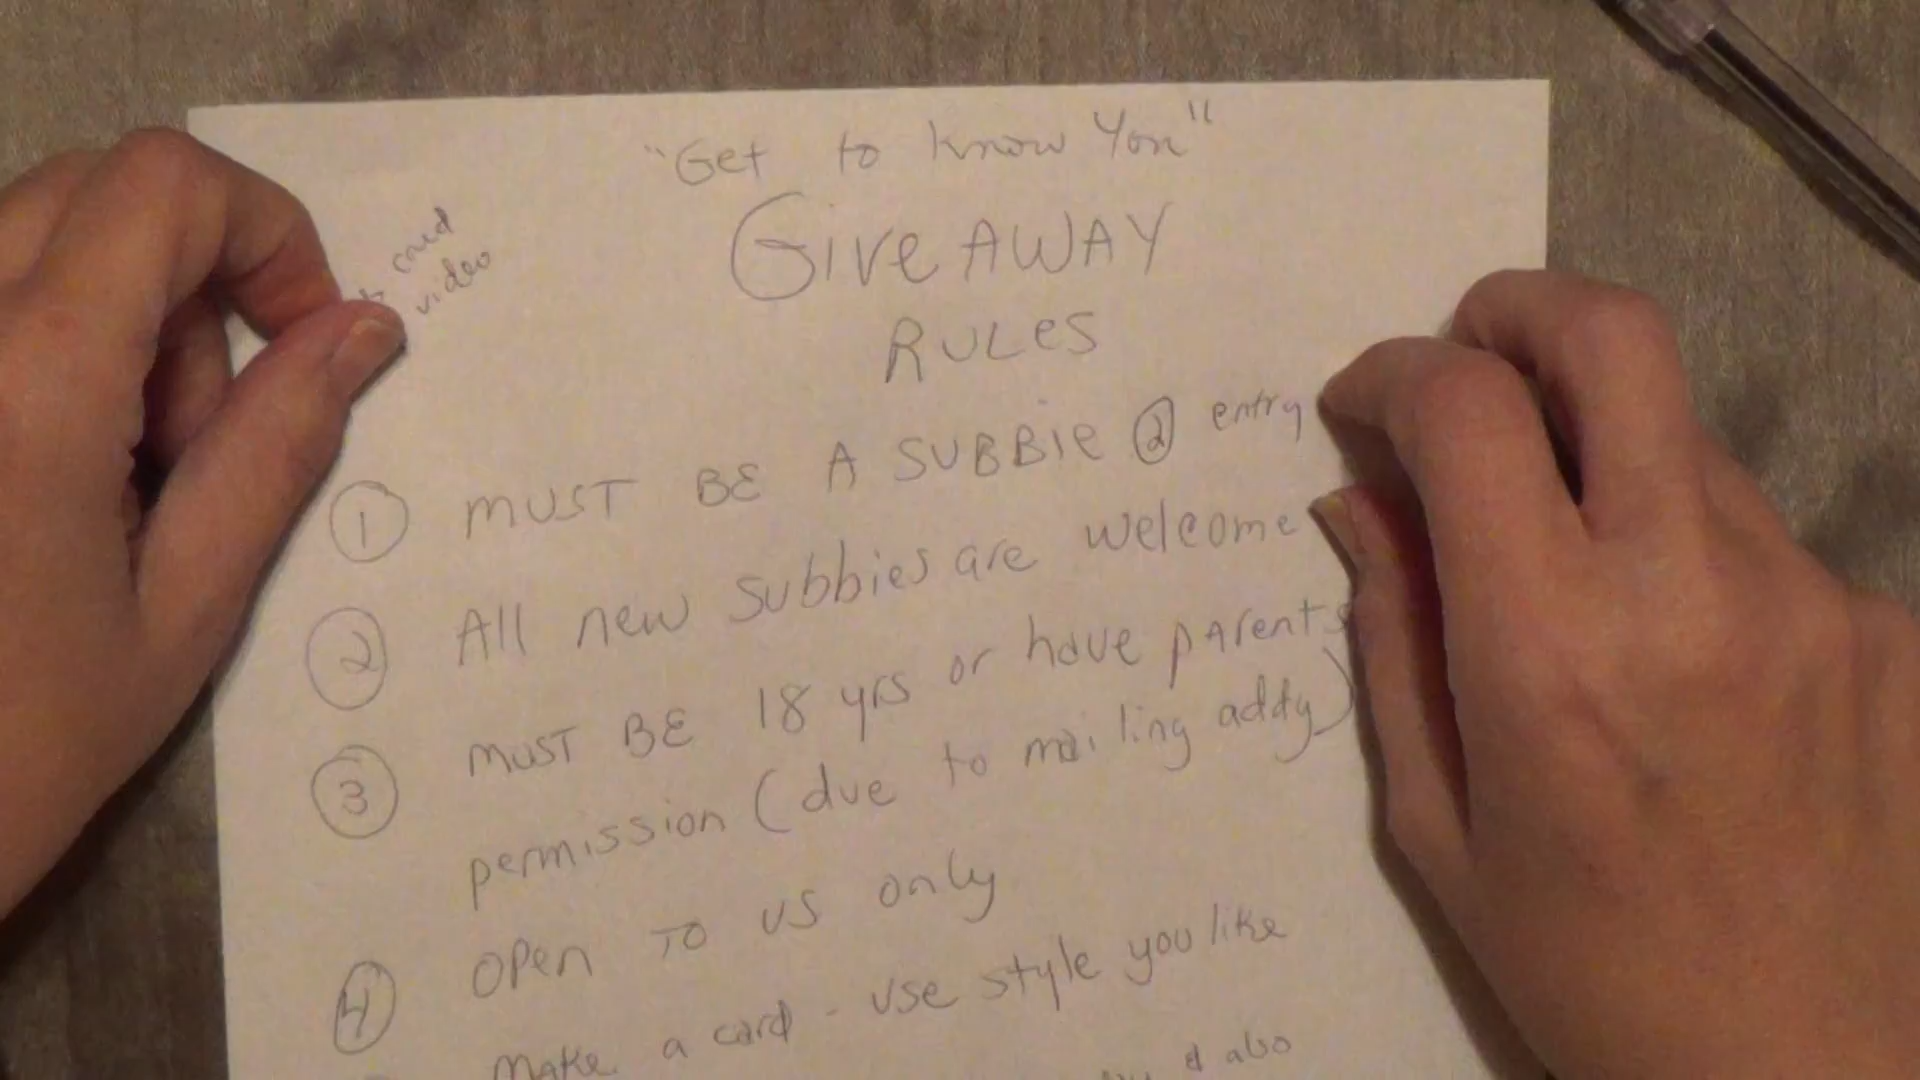 "Get to know You"
GIVEAWAY
RULES
card
video
① MUST BE A SUBBIE @ entry
② All new subbies are welcome
③ MUST BE 18 yrs or have parents
permission (due to mailing addy)
④ OPEN TO US only
Make a card - use style you like
& also